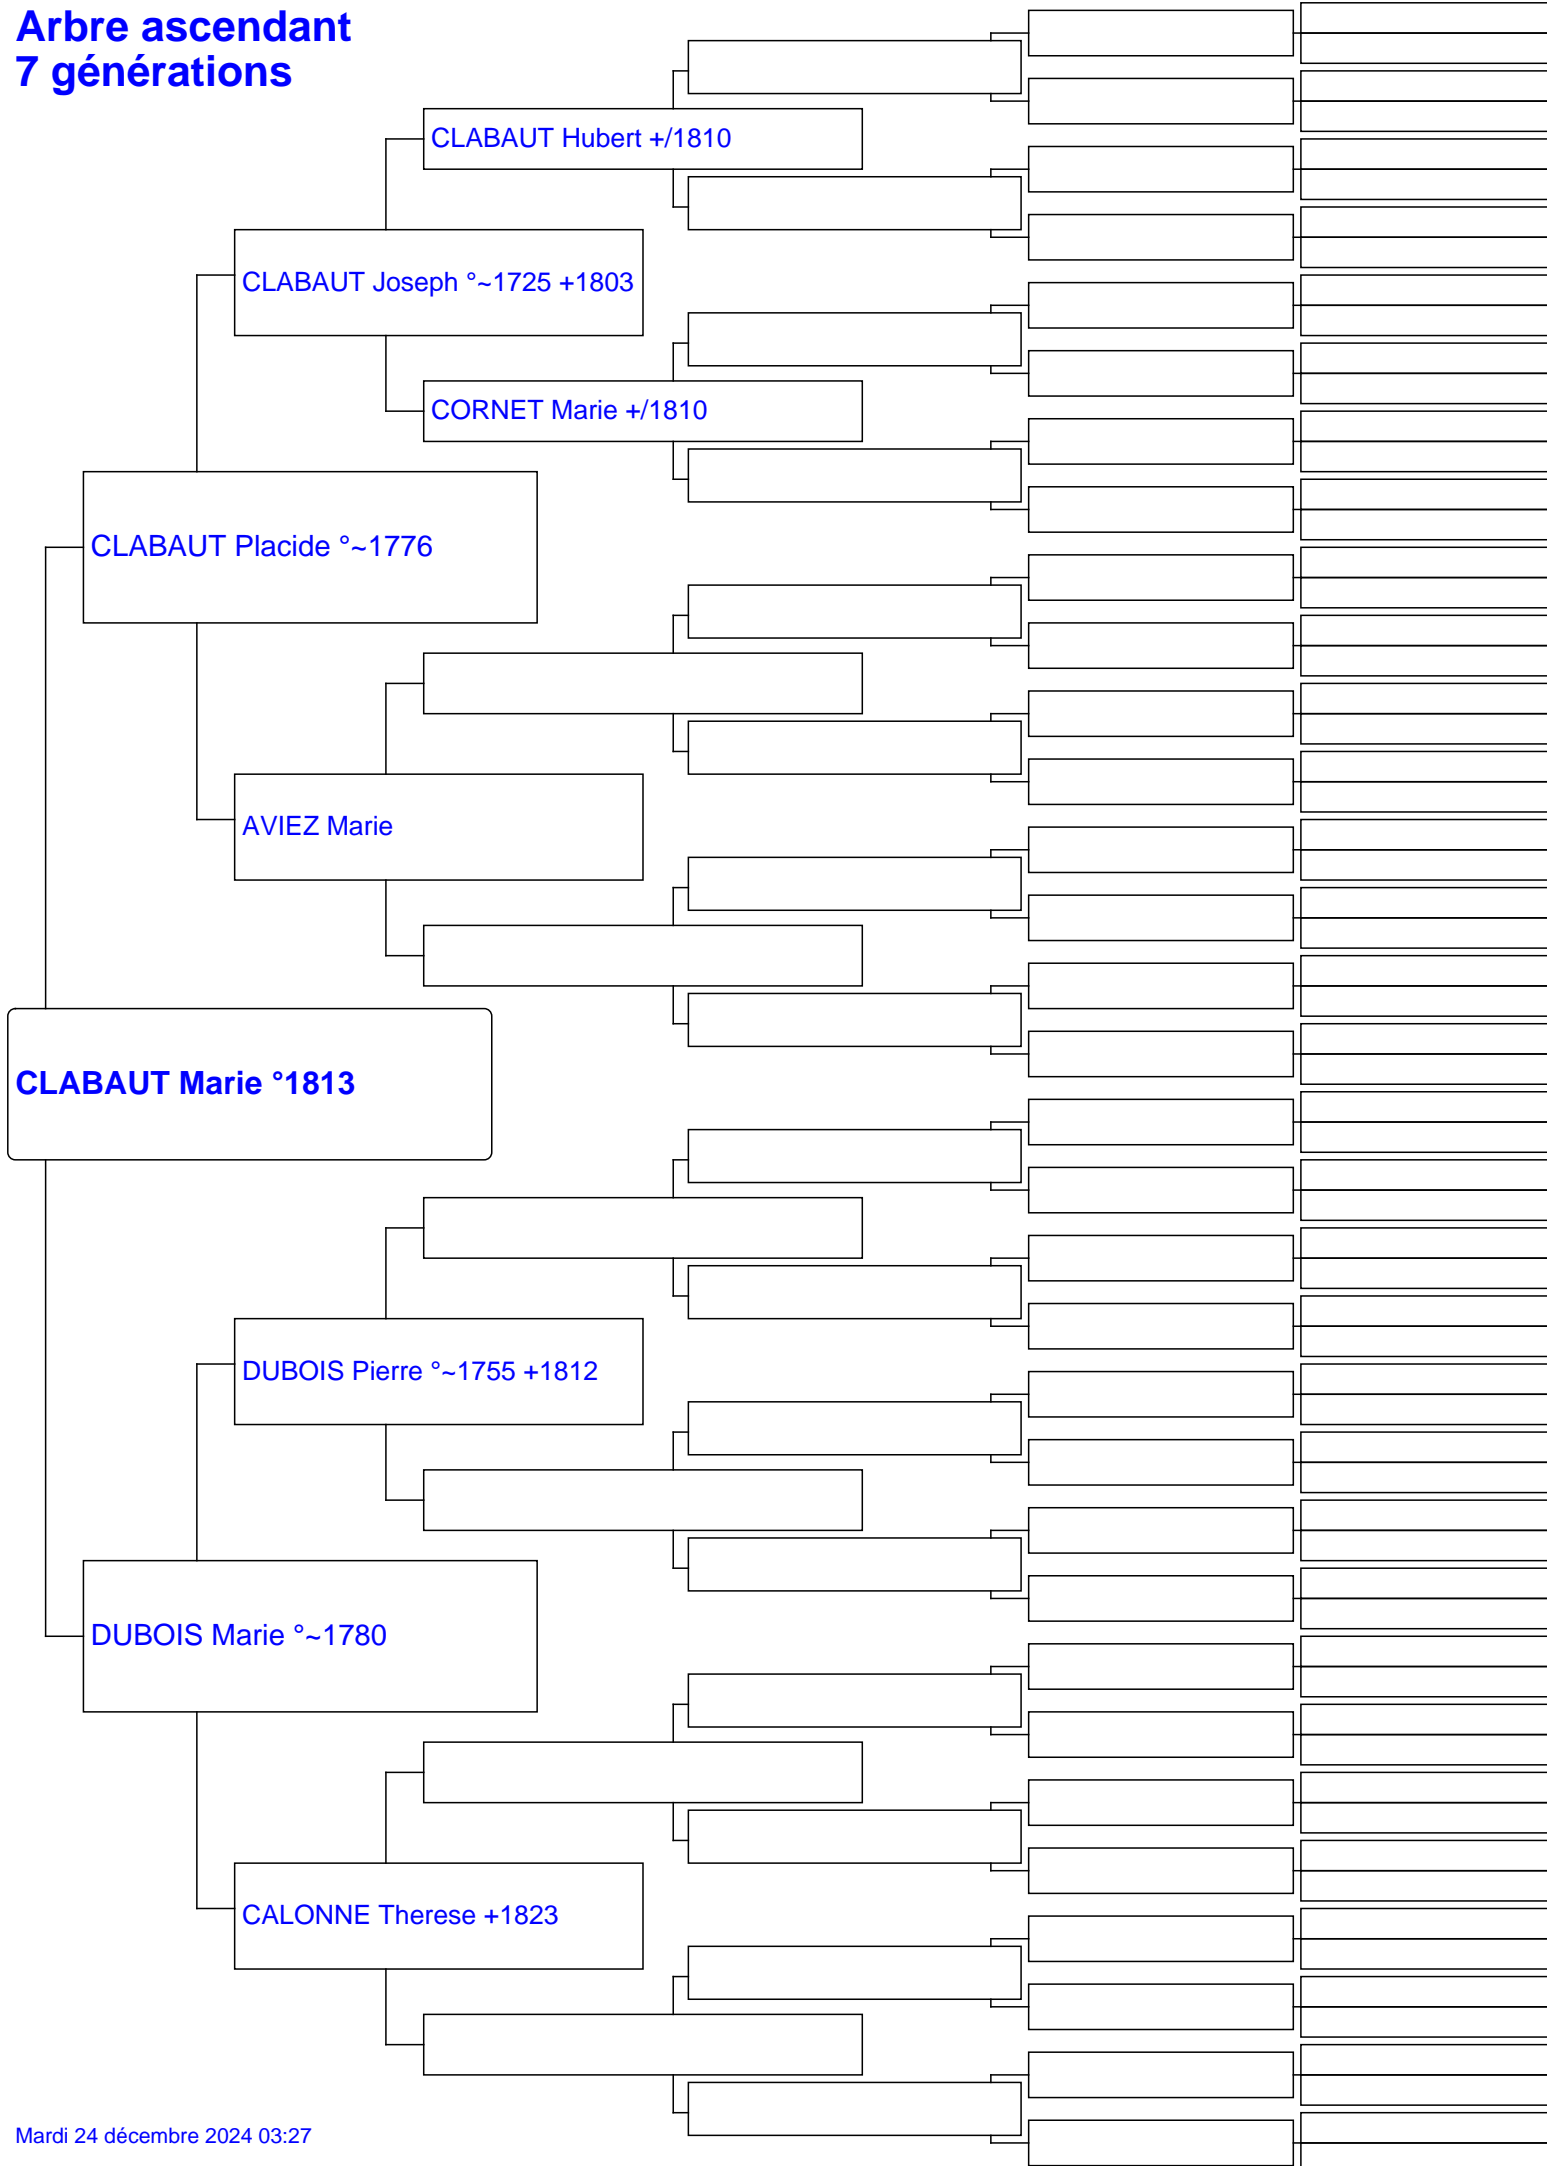 Arbre ascendant
7 générations
CLABAUT Hubert +/1810
CLABAUT Joseph °~1725 +1803
CORNET Marie +/1810
CLABAUT Placide °~1776
AVIEZ Marie
CLABAUT Marie °1813
DUBOIS Pierre °~1755 +1812
DUBOIS Marie °~1780
CALONNE Therese +1823
Mardi 24 décembre 2024 03:27